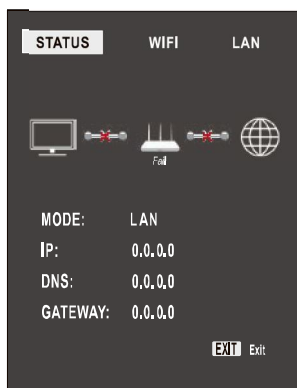 STATUS WIFI LAN
Fail
MODE: LAN
IP: 0.0.0.0
DNS: 0.0.0.0
GATEWAY: 0.0.0.0
EXIT Exit